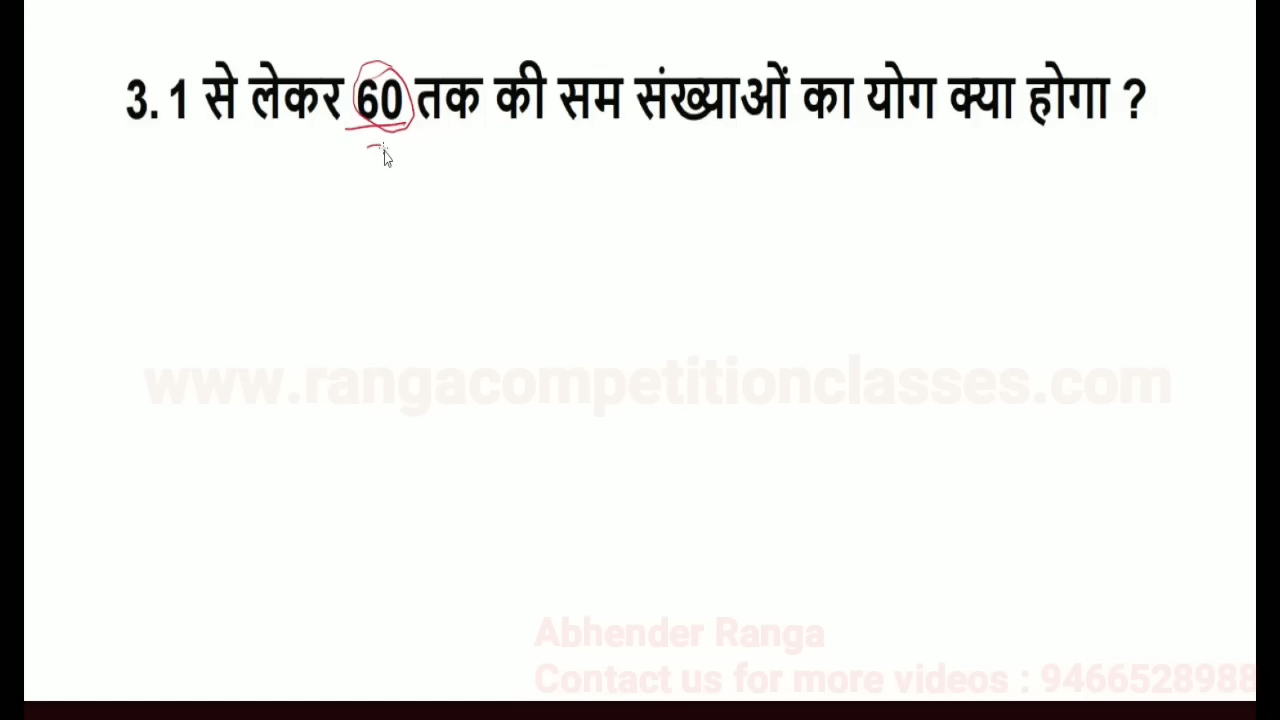 3. 1 से लेकर 60 तक की सम संख्याओं का योग क्या होगा ?
www.rangacompetitionclasses.com
Abhender Ranga
Contact us for more videos : 9466528988